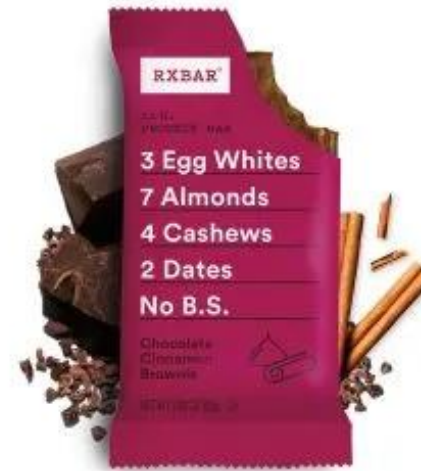 RXBAR®
PROTEIN BAR
3 Egg Whites
7 Almonds
4 Cashews
2 Dates
No B.S.
Chocolate
Cinnamon
Brownie